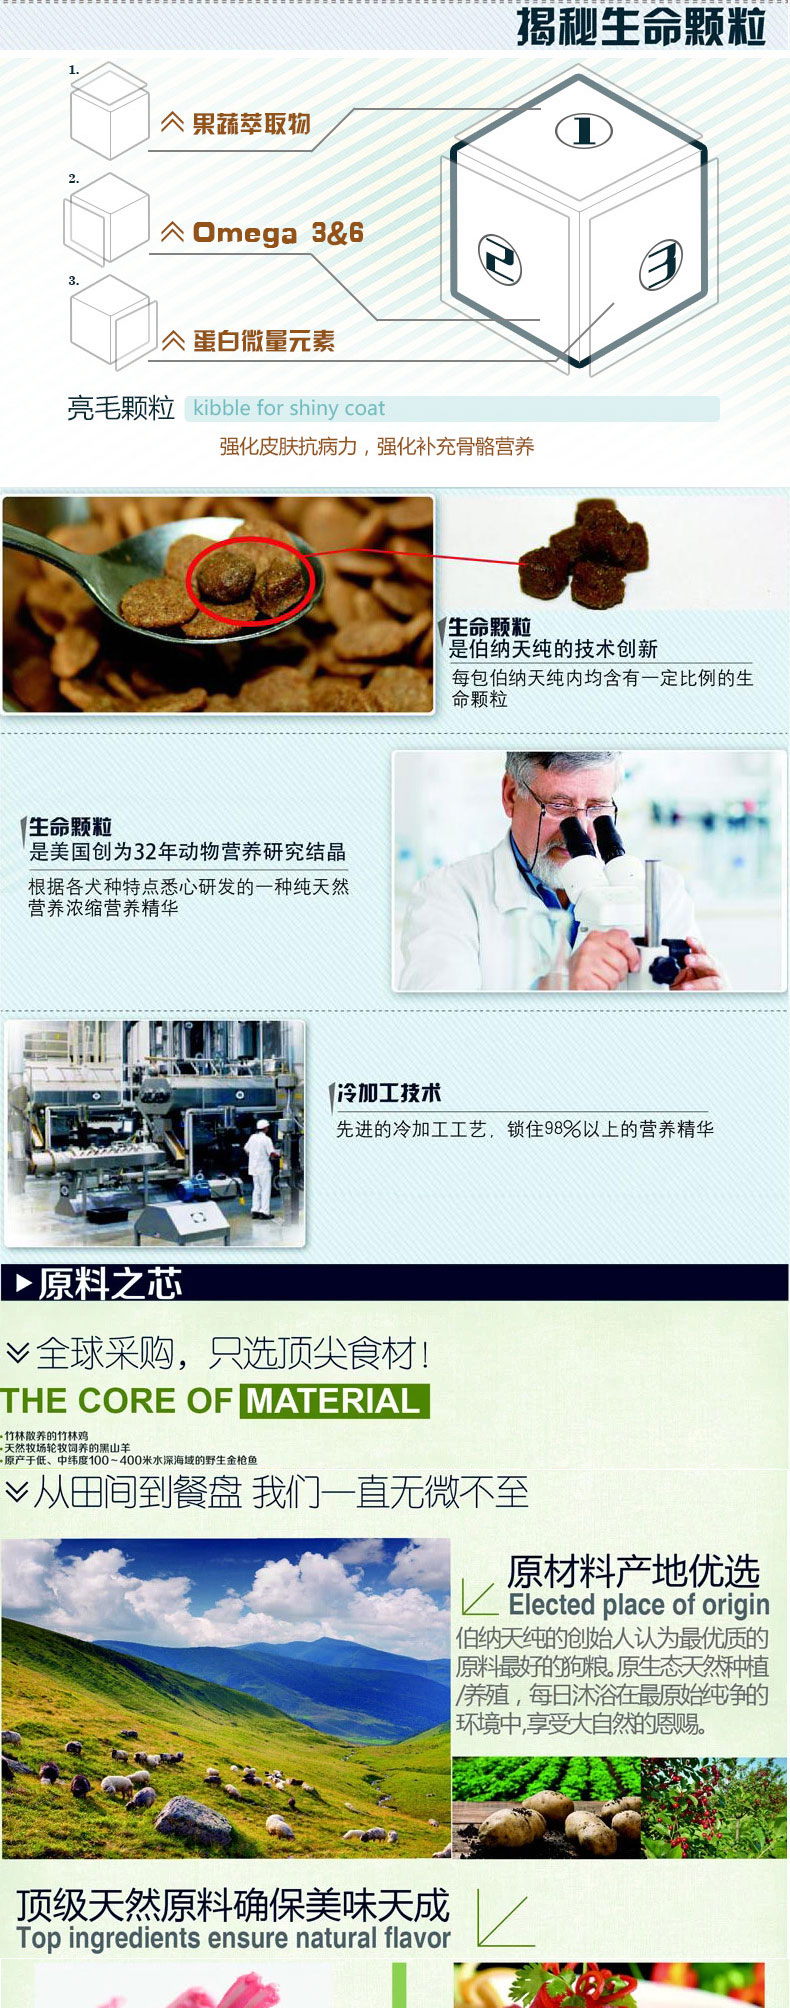 揭秘生命颗粒
1.
果蔬萃取物
1
2.
Omega 3&6
2
3
3.
蛋白微量元素
亮毛颗粒 kibble for shiny coat
强化皮肤抗病力，强化补充骨骼营养
生命颗粒
是伯纳天纯的技术创新
每包伯纳天纯内均含有一定比例的生
命颗粒
生命颗粒
是美国创为32年动物营养研究结晶
根据各犬种特点悉心研发的一种纯天然
营养浓缩营养精华
冷加工技术
先进的冷加工工艺，锁住98%以上的营养精华
原料之芯
全球采购，只选顶尖食材！
THE CORE OF MATERIAL
·竹林散养的竹林鸡
·天然牧场轮牧饲养的黑山羊
·原产于低、中纬度100～400米水深海域的野生金枪鱼
从田间到餐盘 我们一直无微不至
原材料产地优选
Elected place of origin
伯纳天纯的创始人认为最优质的
原料最好的狗粮。原生态天然种植
/养殖，每日沐浴在最原始纯净的
环境中,享受大自然的恩赐。
顶级天然原料确保美味天成
Top ingredients ensure natural flavor